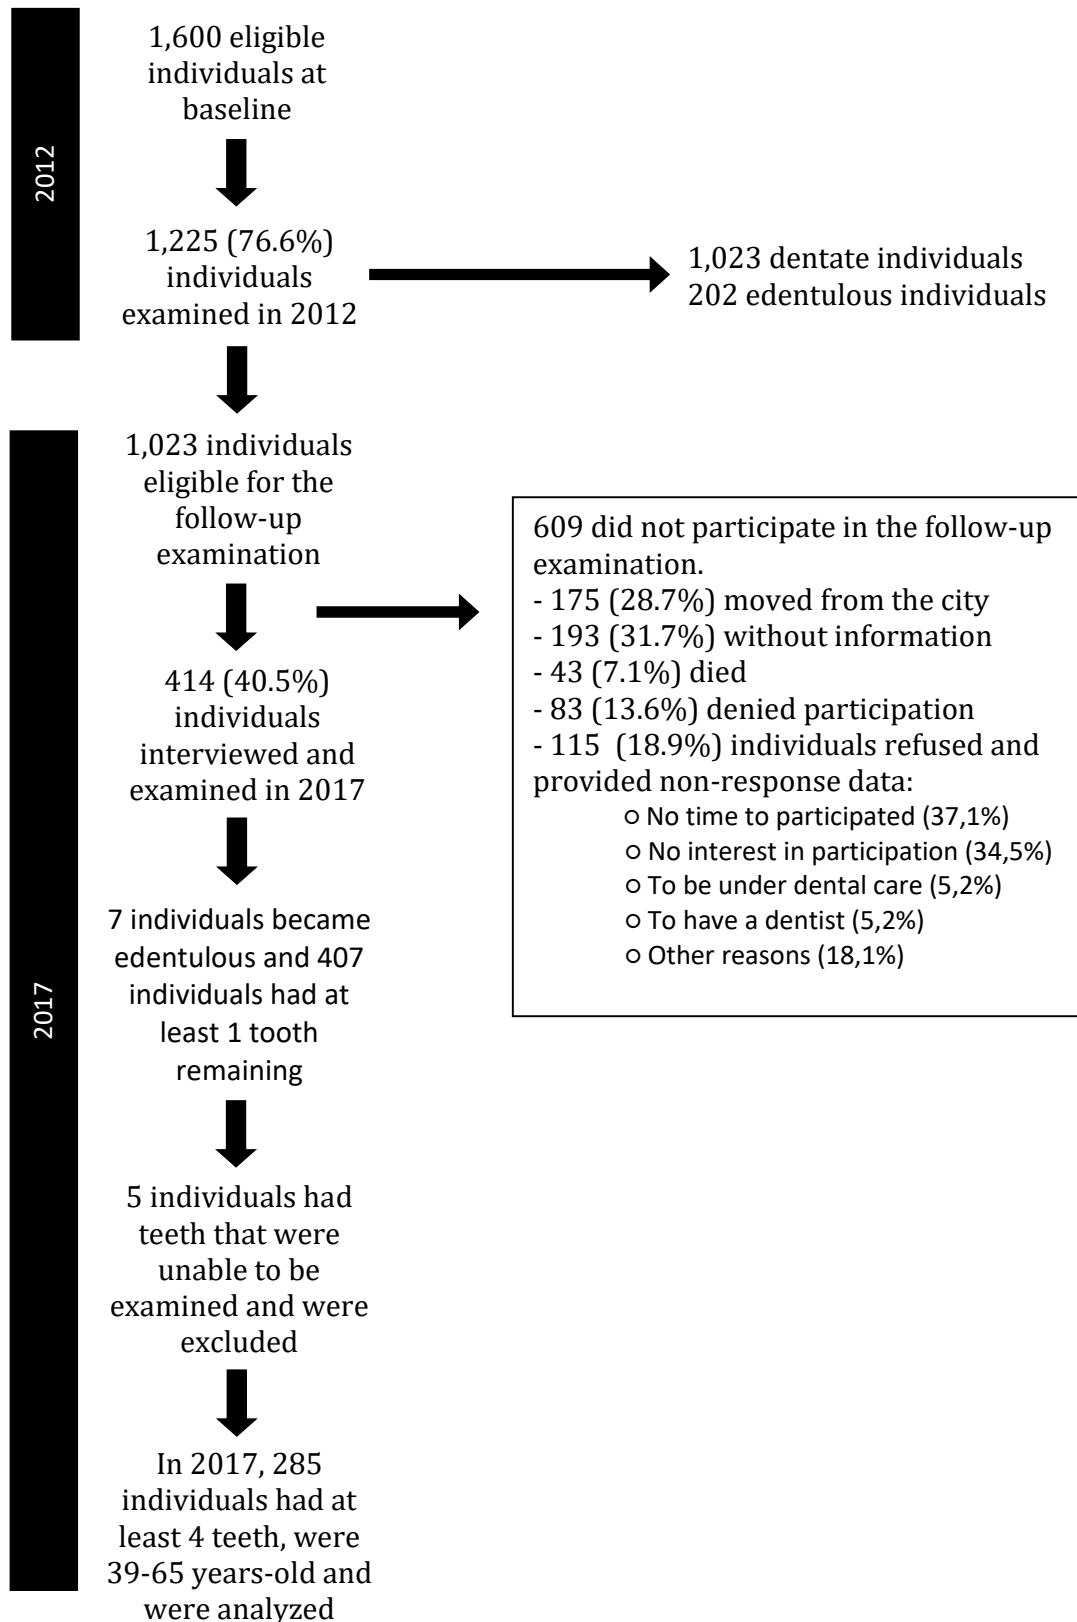 2012
1,600 eligible
individuals at
baseline
1,225 (76.6%)
individuals
examined in 2012
1,023 dentate individuals
202 edentulous individuals
2017
1,023 individuals
eligible for the
follow-up
examination
609 did not participate in the follow-up
examination.
- 175 (28.7%) moved from the city
- 193 (31.7%) without information
- 43 (7.1%) died
- 83 (13.6%) denied participation
- 115  (18.9%) individuals refused and
provided non-response data:
○ No time to participated (37,1%)
○ No interest in participation (34,5%)
○ To be under dental care (5,2%)
○ To have a dentist (5,2%)
○ Other reasons (18,1%)
414 (40.5%)
individuals
interviewed and
examined in 2017
7 individuals became
edentulous and 407
individuals had at
least 1 tooth
remaining
5 individuals had
teeth that were
unable to be
examined and were
excluded
In 2017, 285
individuals had at
least 4 teeth, were
39-65 years-old and
were analyzed